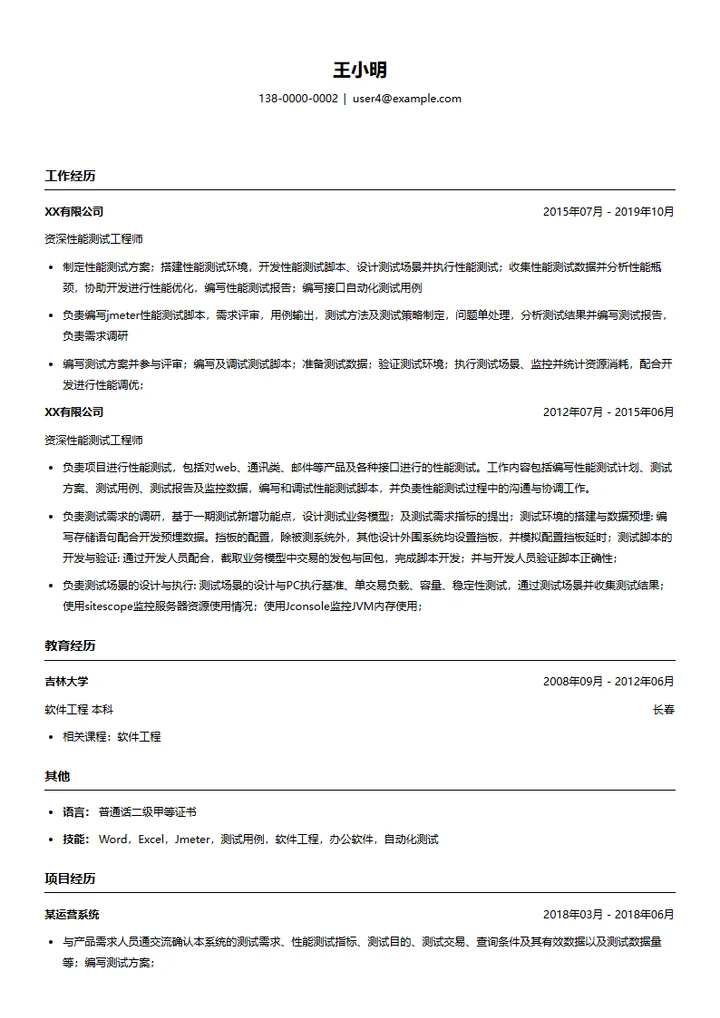 王小明
138-0000-0002 | user4@example.com
工作经历
XX有限公司 2015年07月 - 2019年10月
资深性能测试工程师
• 制定性能测试方案；搭建性能测试环境，开发性能测试脚本、设计测试场景并执行性能测试；收集性能测试数据并分析性能瓶
颈，协助开发进行性能优化，编写性能测试报告；编写接口自动化测试用例
• 负责编写jmeter性能测试脚本，需求评审，用例输出，测试方法及测试策略制定，问题单处理，分析测试结果并编写测试报告，
负责需求调研
• 编写测试方案并参与评审；编写及调试测试脚本；准备测试数据；验证测试环境；执行测试场景、监控并统计资源消耗，配合开
发进行性能调优；
XX有限公司 2012年07月 - 2015年06月
资深性能测试工程师
• 负责项目进行性能测试，包括对web、通讯类、邮件等产品及各种接口进行的性能测试。工作内容包括编写性能测试计划、测试
方案、测试用例、测试报告及监控数据，编写和调试性能测试脚本，并负责性能测试过程中的沟通与协调工作。
• 负责测试需求的调研，基于一期测试新增功能点，设计测试业务模型；及测试需求指标的提出；测试环境的搭建与数据预埋: 编
写存储语句配合开发预埋数据。挡板的配置，除被测系统外，其他设计外围系统均设置挡板，并模拟配置挡板延时；测试脚本的
开发与验证: 通过开发人员配合，截取业务模型中交易的发包与回包，完成脚本开发；并与开发人员验证脚本正确性；
• 负责测试场景的设计与执行: 测试场景的设计与PC执行基准、单交易负载、容量、稳定性测试，通过测试场景并收集测试结果；
使用sitescope监控服务器资源使用情况；使用Jconsole监控JVM内存使用；
教育经历
吉林大学 2008年09月 - 2012年06月
软件工程 本科 长春
• 相关课程：软件工程
其他
• 语言： 普通话二级甲等证书
• 技能： Word，Excel，Jmeter，测试用例，软件工程，办公软件，自动化测试
项目经历
某运营系统 2018年03月 - 2018年06月
• 与产品需求人员通交流确认本系统的测试需求、性能测试指标、测试目的、测试交易、查询条件及其有效数据以及测试数据量
等；编写测试方案；